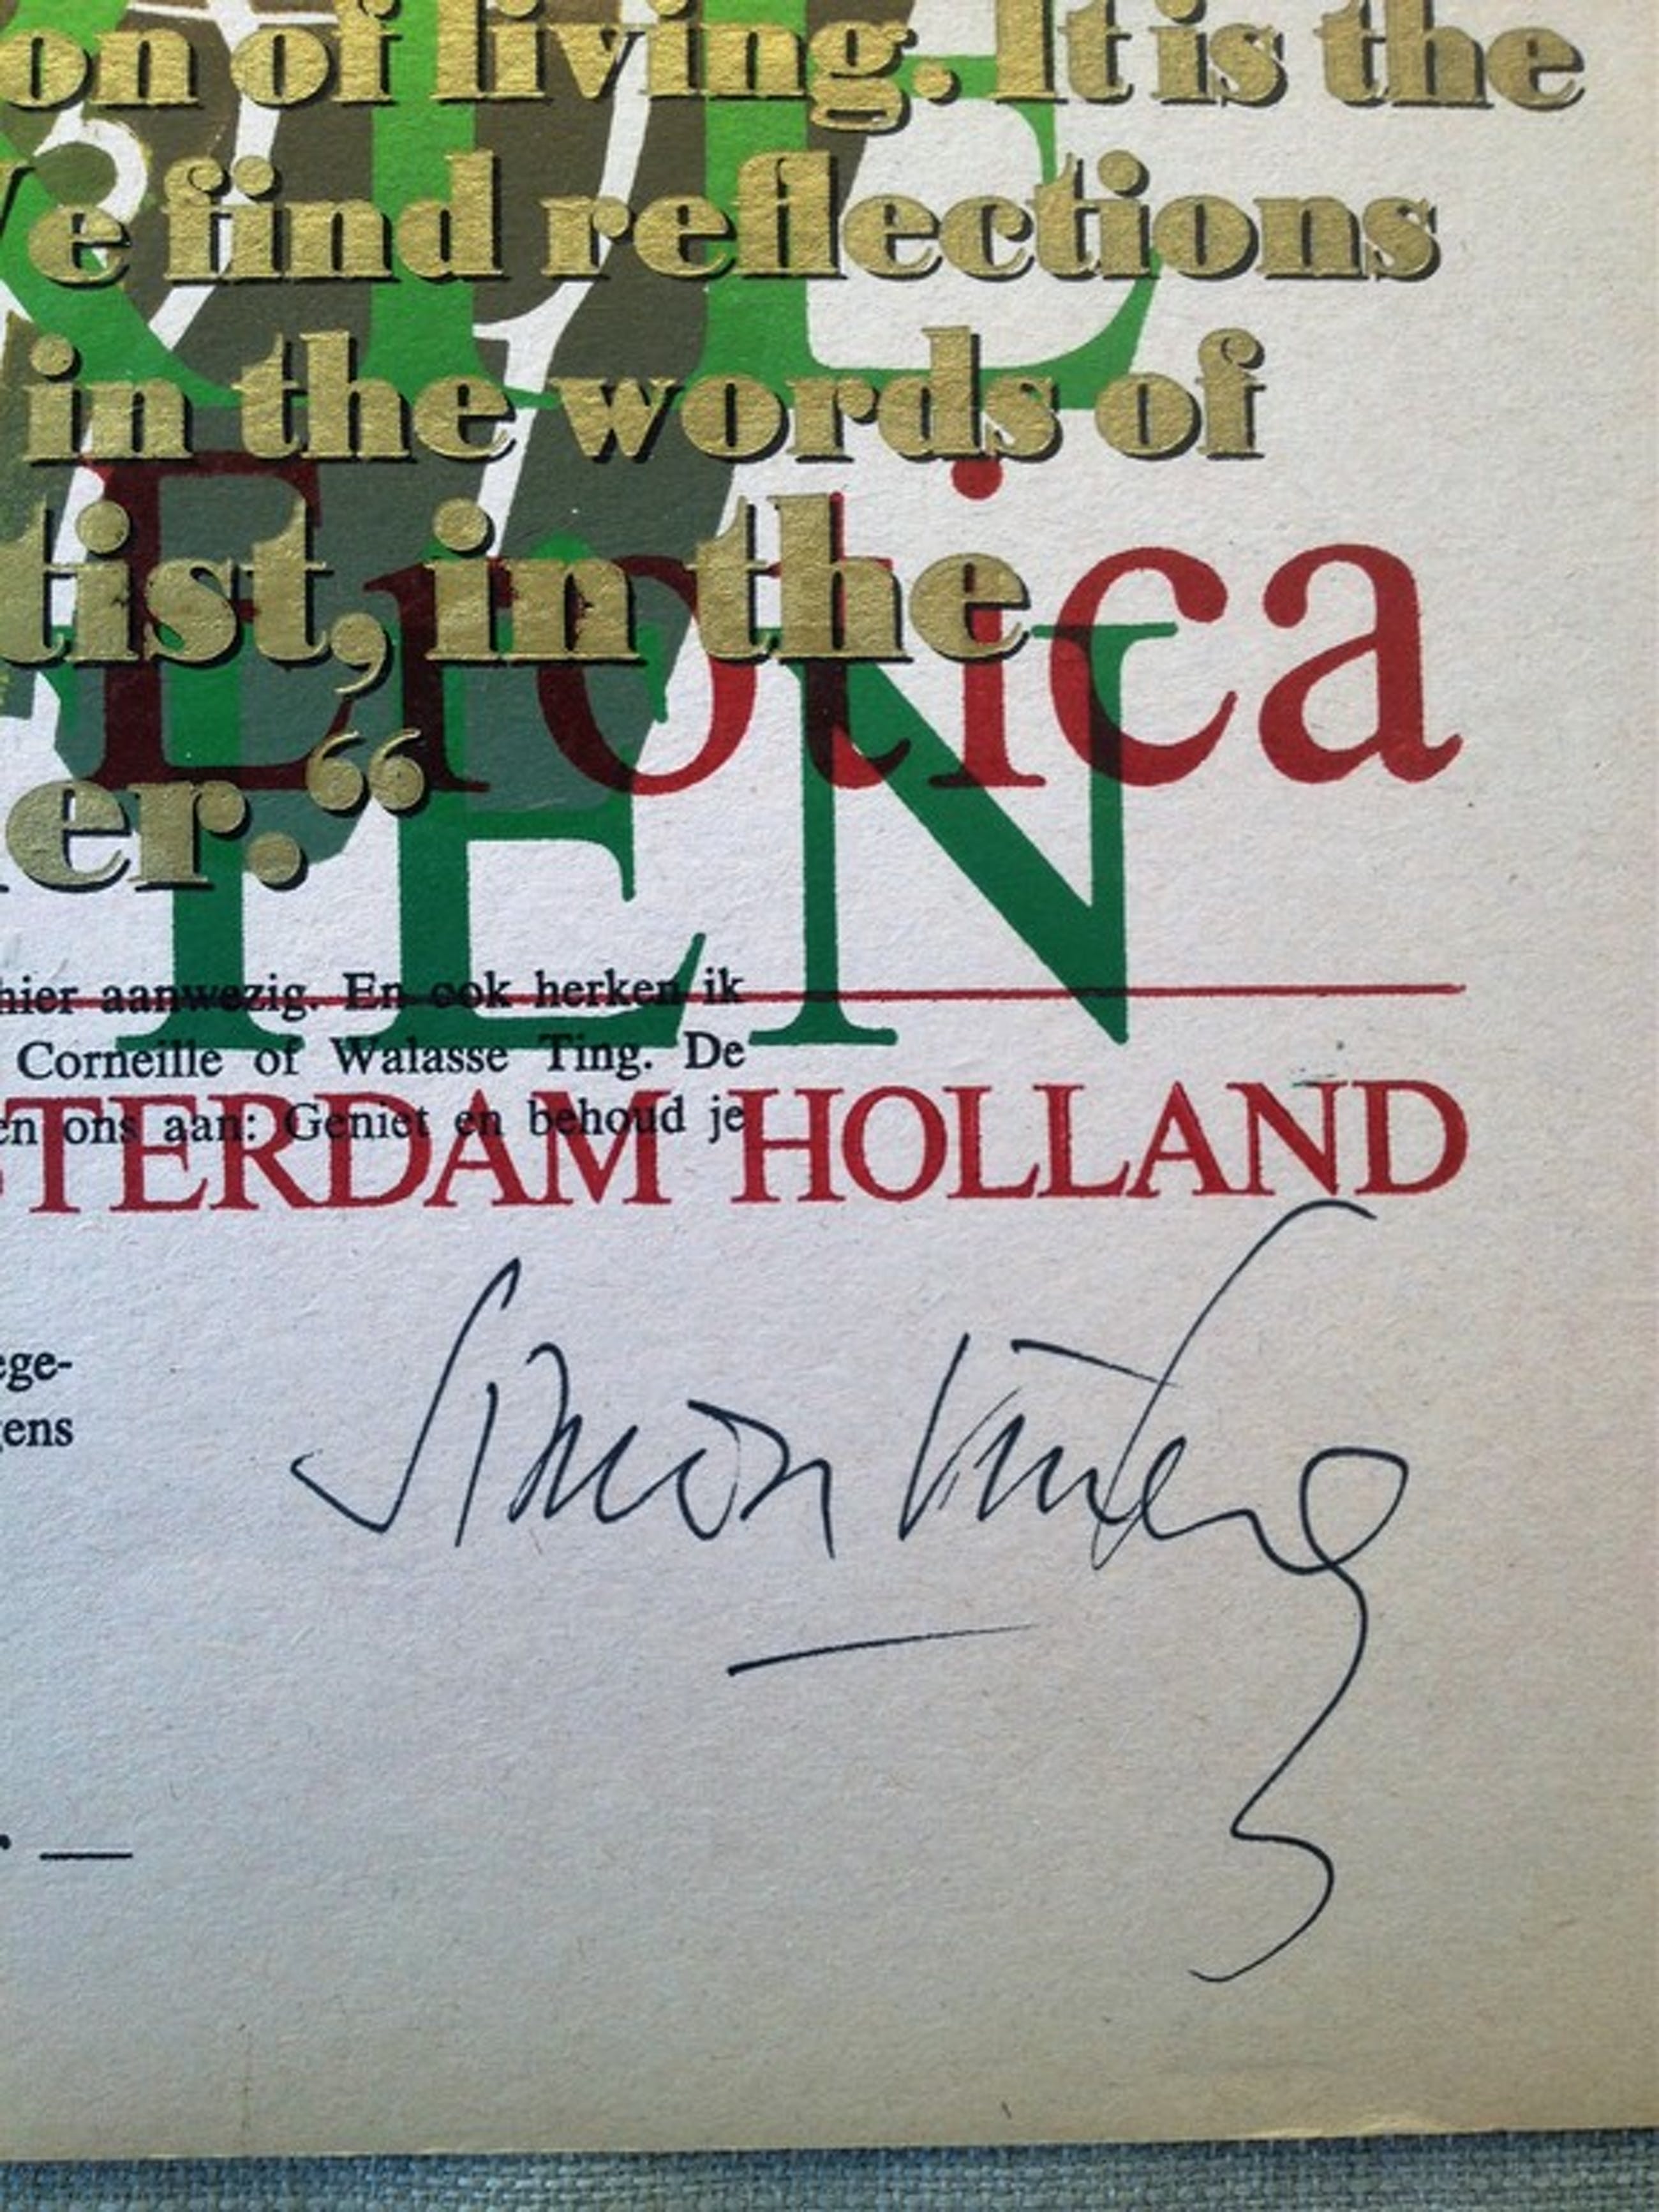 on of living. It is the
e find reflections
in the words of
tist, in the
er.“
Erotica
EN
hier aanwezig. En ook herken ik
Corneille of Walasse Ting. De
en ons aan: Geniet en behoud je
STERDAM HOLLAND
ege-
gens
Simon
. —